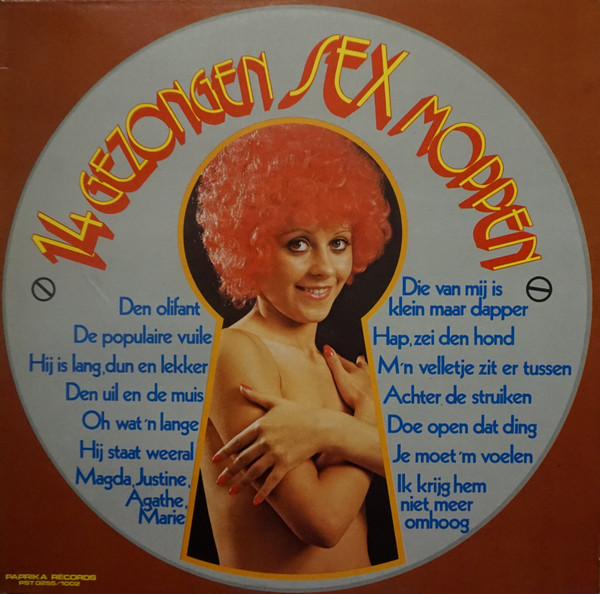 14 GEZONGEN SEX MOPPEN
Den olifant
De populaire vuile
Hij is lang, dun en lekker
Den uil en de muis
Oh wat 'n lange
Hij staat weeral
Magda, Justine,
Agathe,
Marie
Die van mij is
klein maar dapper
Hap, zei den hond
M'n velletje zit er tussen
Achter de struiken
Doe open dat ding
Je moet 'm voelen
Ik krijg hem
niet meer
omhoog
PAPRIKA RECORDS
PST 0255/1002